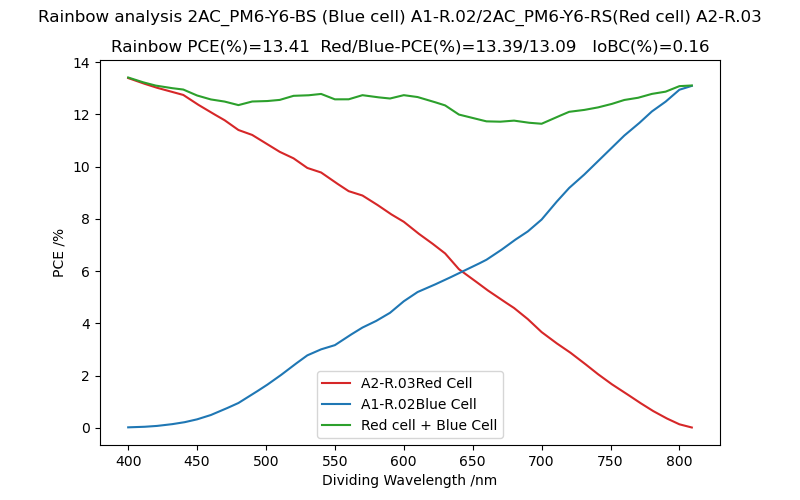 Rainbow analysis 2AC_PM6-Y6-BS (Blue cell) A1-R.02/2AC_PM6-Y6-RS(Red cell) A2-R.03
Rainbow PCE(%)=13.41  Red/Blue-PCE(%)=13.39/13.09   IoBC(%)=0.16
14
12
10
8
6
4
2
0
PCE /%
A2-R.03Red Cell
A1-R.02Blue Cell
Red cell + Blue Cell
400 450 500 550 600 650 700 750 800
Dividing Wavelength /nm